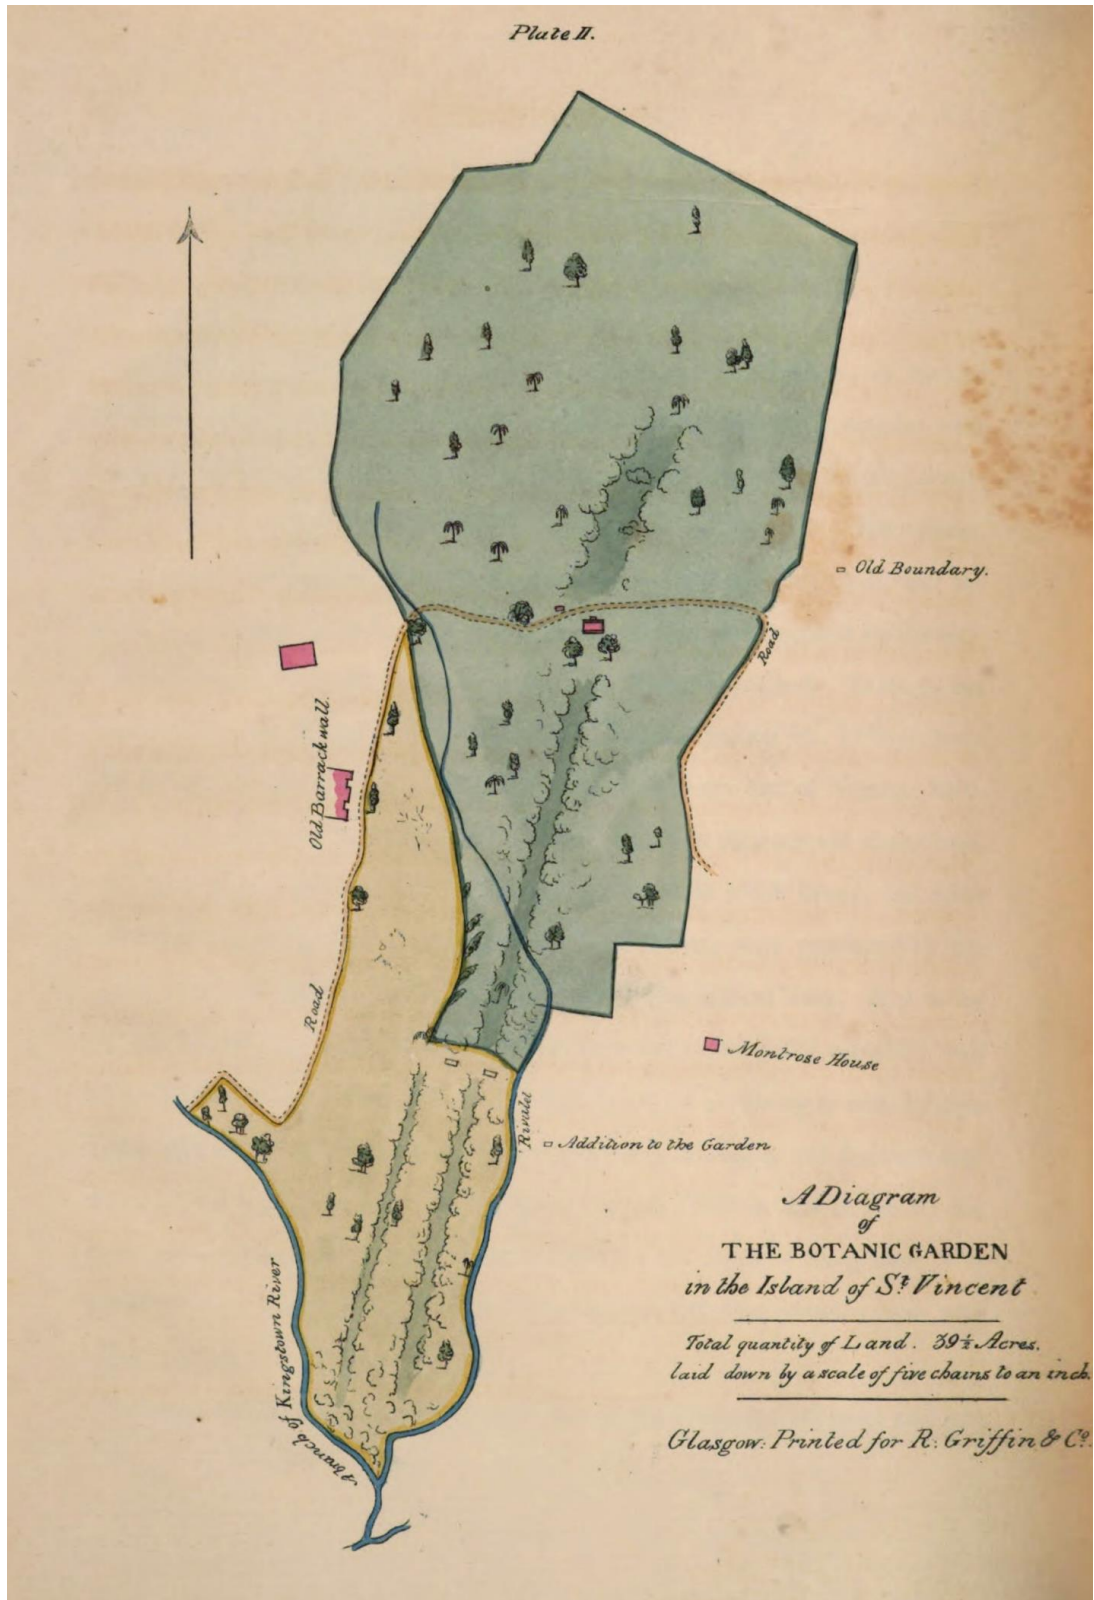 Plate II.
Old Boundary.
Road
Old Barrack wall.
Road
Montrose House
Rivulet
Addition to the Garden
A branch of Kingstown River
A Diagram
of
THE BOTANIC GARDEN
in the Island of St Vincent
Total quantity of Land. 39½ Acres.
laid down by a scale of five chains to an inch.
Glasgow: Printed for R: Griffin & Co.